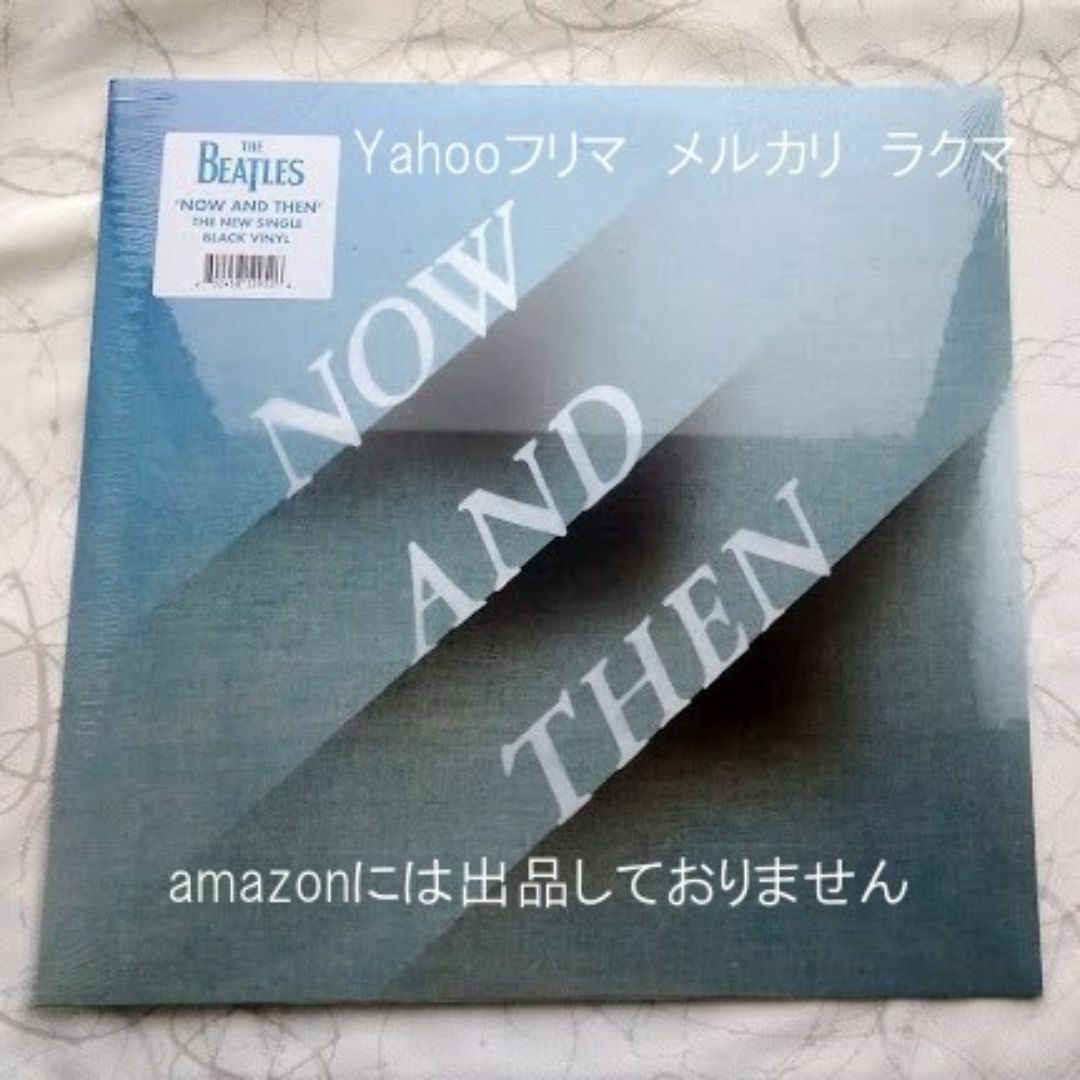 THE
BEATLES
Yahooフリマ メルカリ ラクマ
'NOW AND THEN'
THE NEW SINGLE
BLACK VINYL
NOW
AND
THEN
amazonには出品しておりません